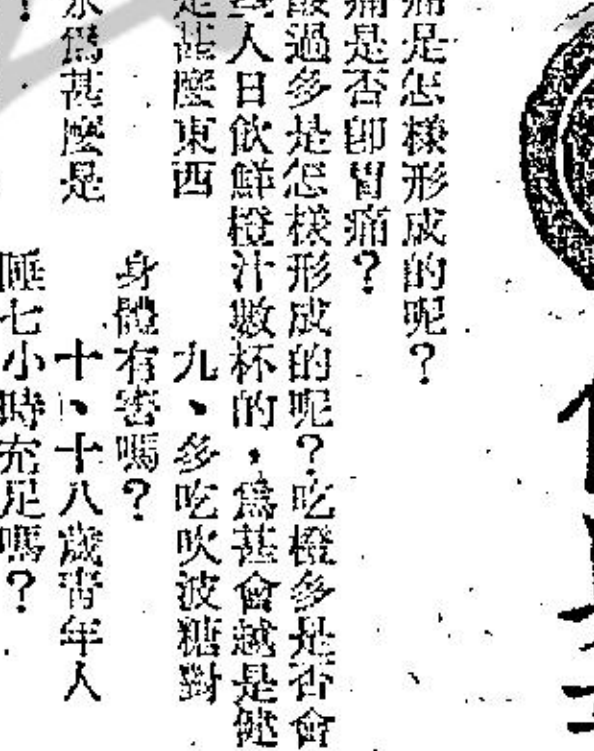 痛是怎樣形成的呢？
痛是否即胃痛？
酸過多是怎樣形成的呢？吃橙多是否會
人日飲鮮橙汁數杯的，為甚會越是健
是甚麼東西
九、多吃吹波糖對
身體有害嗎？
水爲甚麼是
十、十八歲青年人
睡七小時充足嗎？